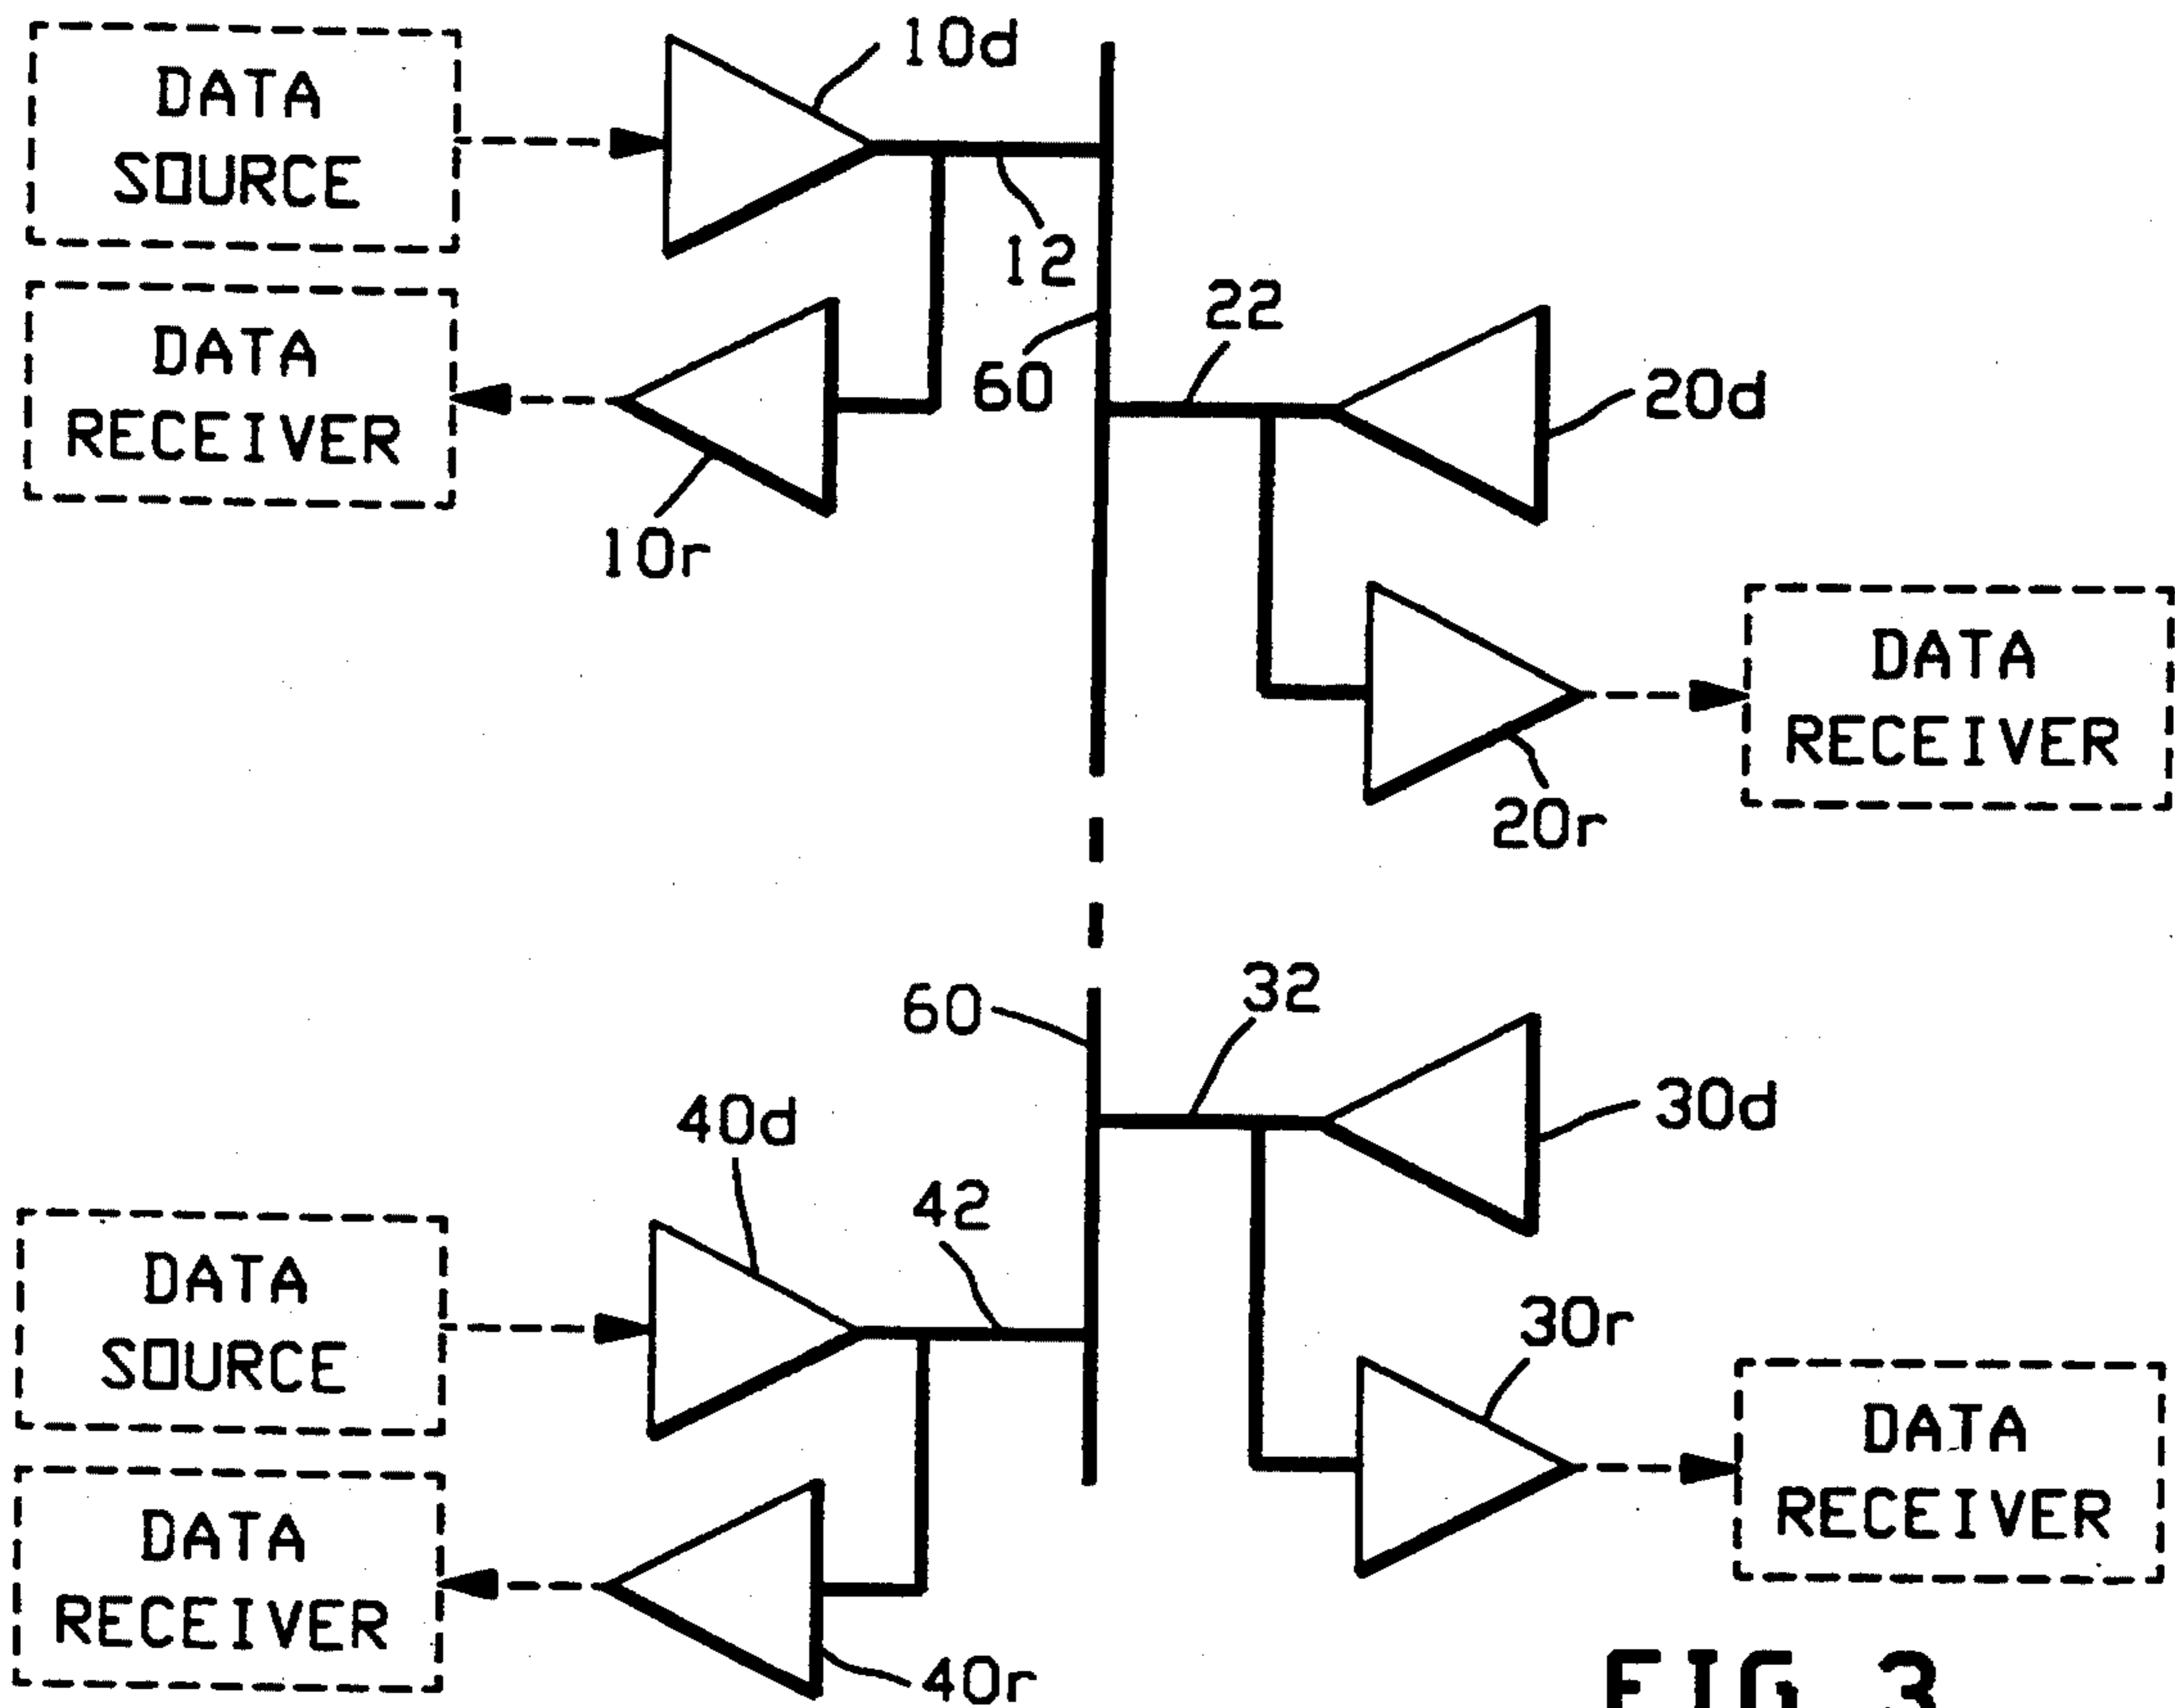 DATA
SOURCE
10d
12
DATA
RECEIVER
10r
60
22
20d
DATA
RECEIVER
20r
60
32
30d
40d
42
DATA
SOURCE
30r
DATA
RECEIVER
DATA
RECEIVER
40r
FIG 3